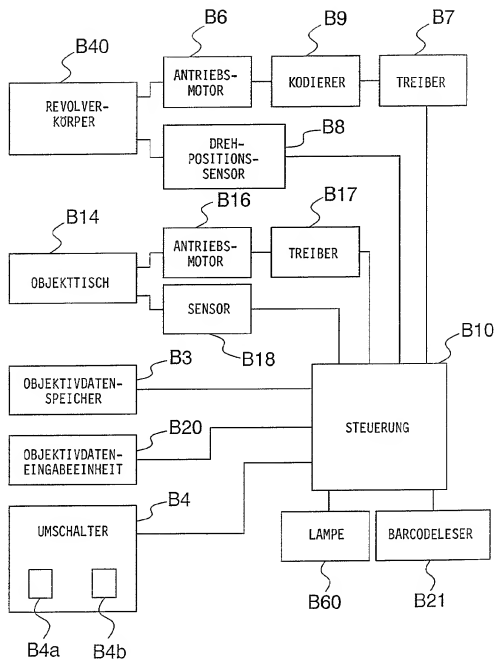 B40
B6
B9
B7
REVOLVER-
KÖRPER
ANTRIEBS-
MOTOR
KODIERER
TREIBER
B8
DREH-
POSITIONS-
SENSOR
B14
B16
B17
OBJEKTTISCH
ANTRIEBS-
MOTOR
TREIBER
SENSOR
B18
B10
B3
OBJEKTIVDATEN-
SPEICHER
STEUERUNG
B20
OBJEKTIVDATEN-
EINGABEEINHEIT
B4
UMSCHALTER
LAMPE
BARCODELESER
B60
B21
B4a
B4b